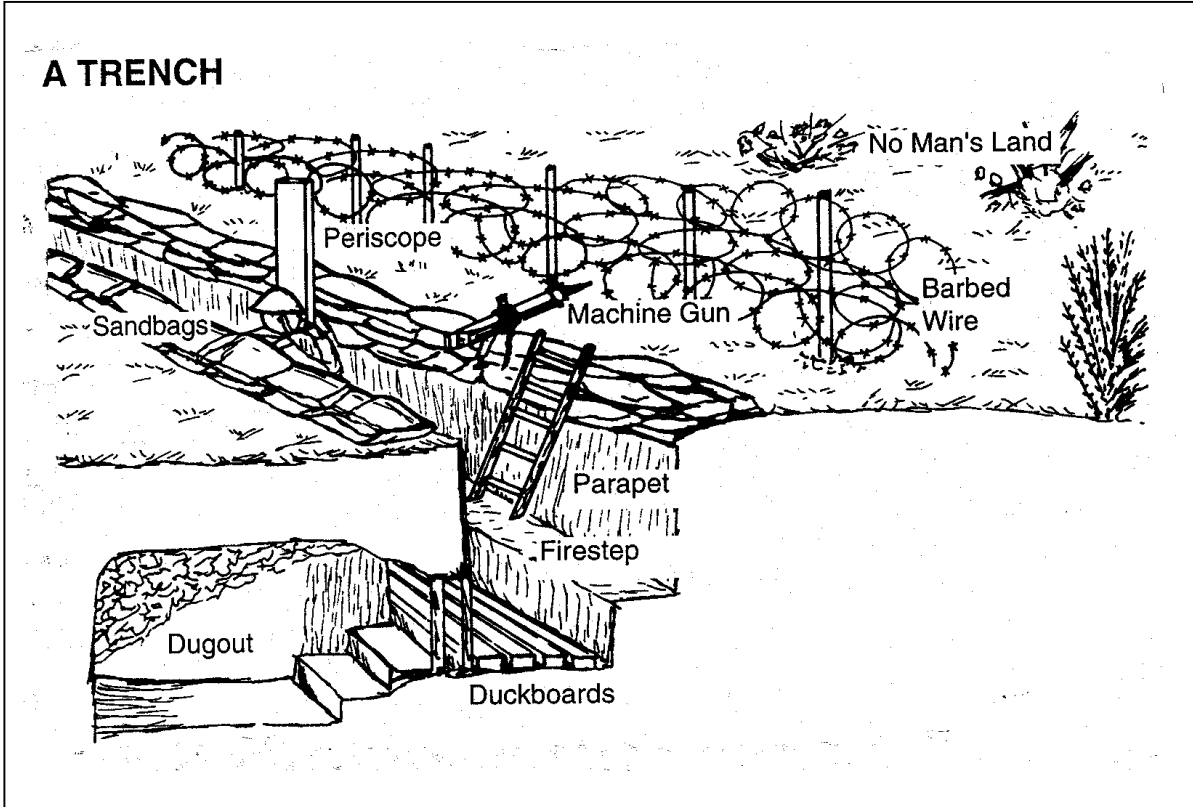 A TRENCH
No Man's Land
Periscope
Sandbags
Machine Gun
Barbed
Wire
Parapet
Firestep
Dugout
Duckboards